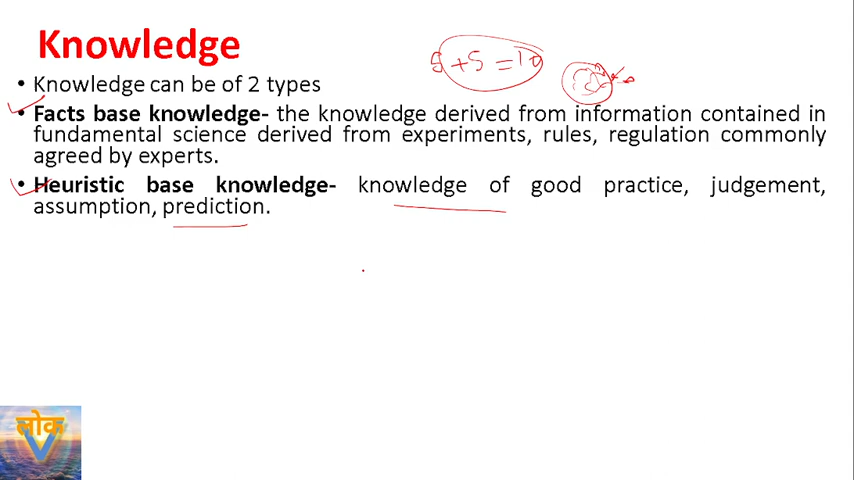 Knowledge
5 +5 =10
• Knowledge can be of 2 types
• Facts base knowledge- the knowledge derived from information contained in
fundamental science derived from experiments, rules, regulation commonly
agreed by experts.
• Heuristic base knowledge- knowledge of good practice, judgement,
assumption, prediction.
लोक